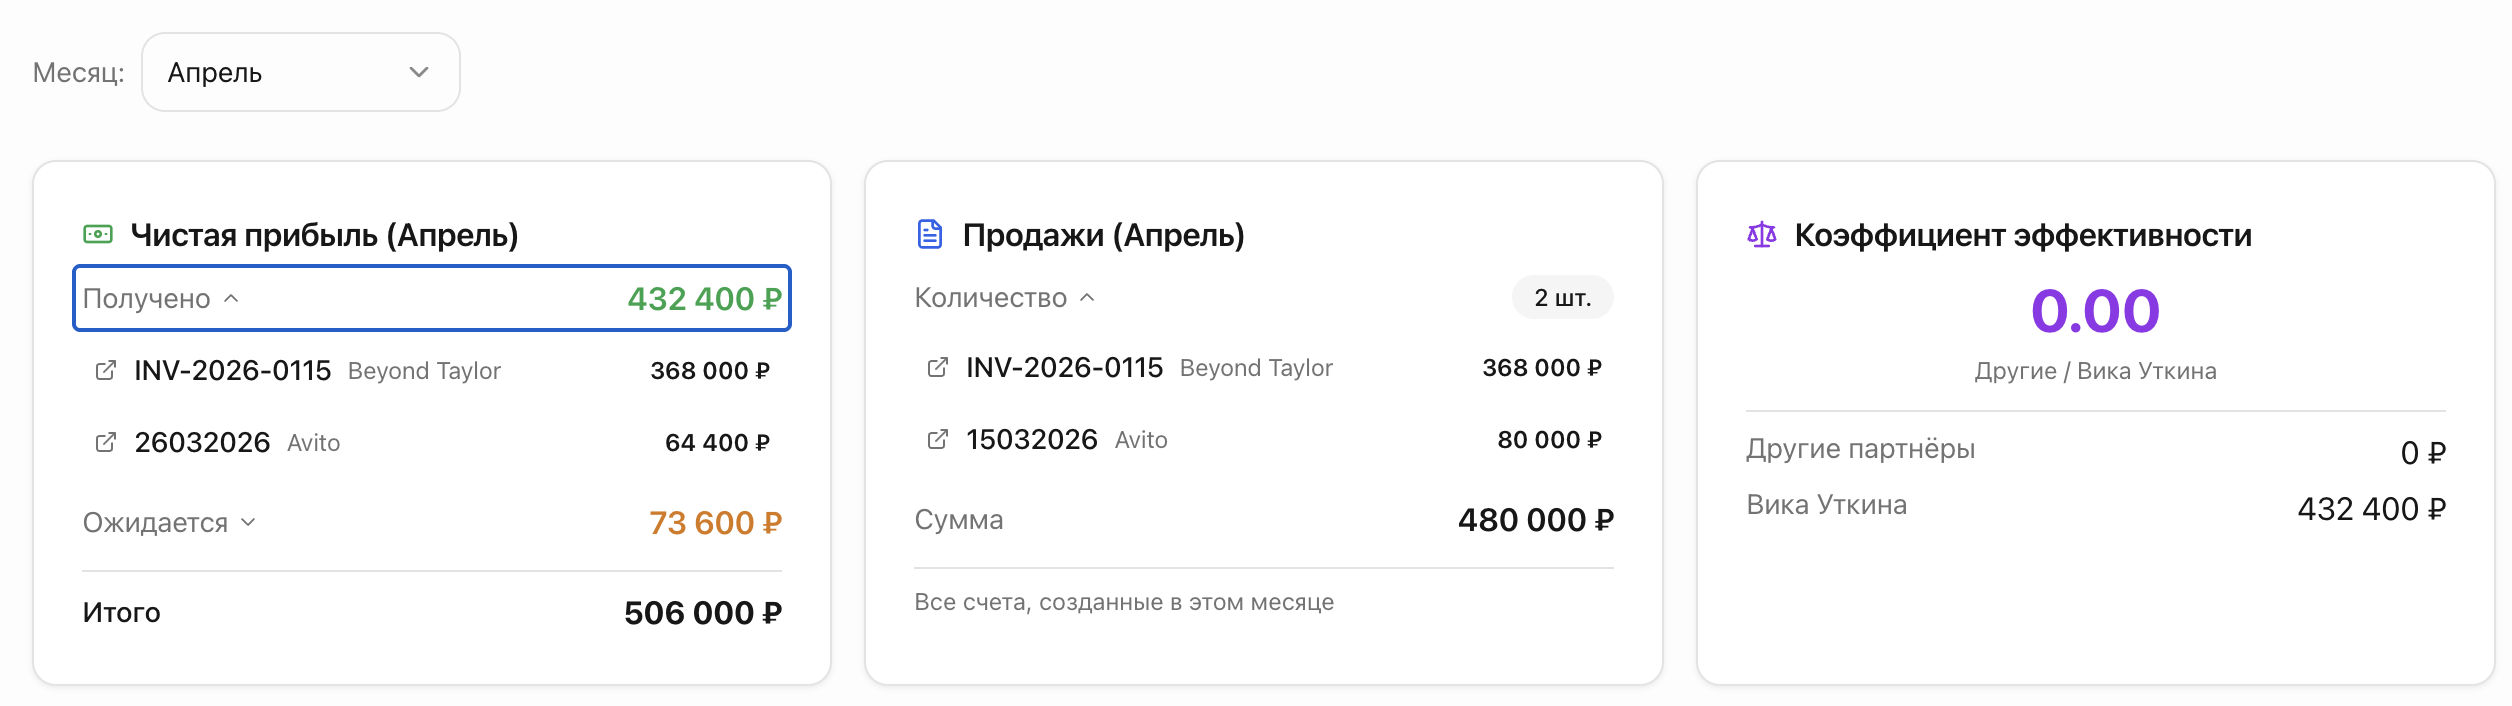 Месяц: Апрель
Чистая прибыль (Апрель)
Получено 432 400 ₽
INV-2026-0115 Beyond Taylor 368 000 ₽
26032026 Avito 64 400 ₽
Ожидается 73 600 ₽
Итого 506 000 ₽
Продажи (Апрель)
Количество 2 шт.
INV-2026-0115 Beyond Taylor 368 000 ₽
15032026 Avito 80 000 ₽
Сумма 480 000 ₽
Все счета, созданные в этом месяце
Коэффициент эффективности
0.00
Другие / Вика Уткина
Другие партнёры 0 ₽
Вика Уткина 432 400 ₽